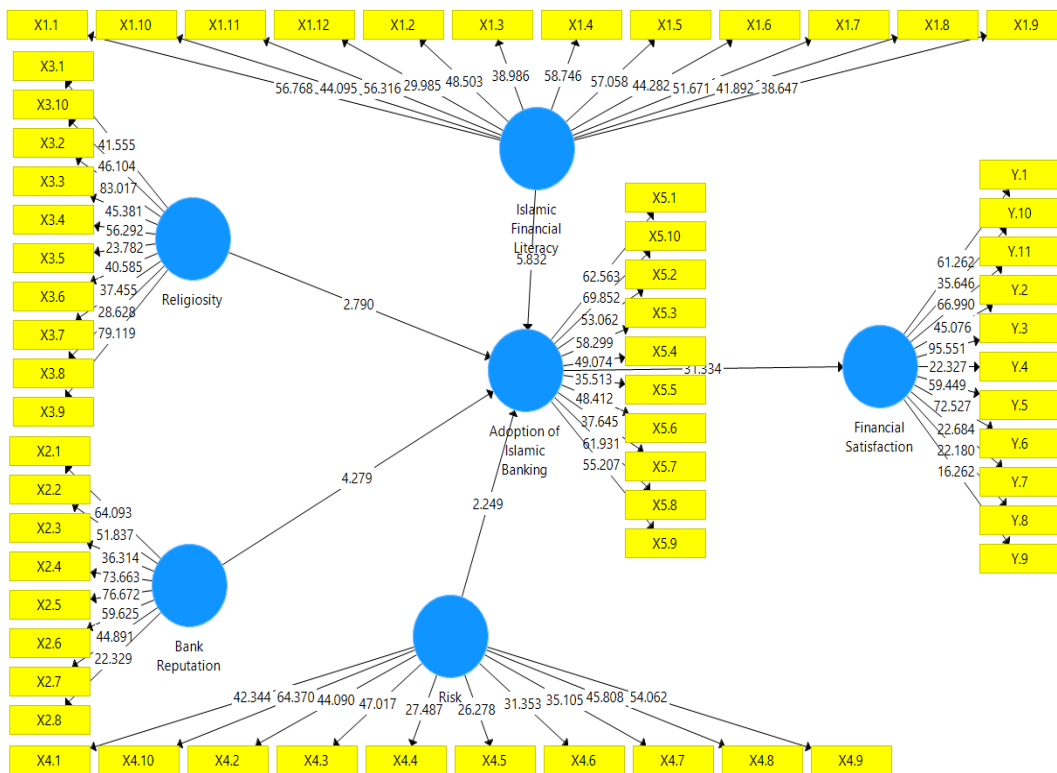 X1.1 X1.10 X1.11 X1.12 X1.2 X1.3 X1.4 X1.5 X1.6 X1.7 X1.8 X1.9
56.768 44.095 56.316 29.985 48.503 38.986 58.746 57.058 44.282 51.671 41.892 38.647
Islamic
Financial
Literacy
5.832
X3.1
X3.10
X3.2
X3.3
X3.4
X3.5
X3.6
X3.7
X3.8
X3.9
41.555
46.104
83.017
45.381
56.292
23.782
40.585
37.455
28.628
79.119
Religiosity
2.790
X2.1
X2.2
X2.3
X2.4
X2.5
X2.6
X2.7
X2.8
64.093
51.837
36.314
73.663
76.672
59.625
44.891
22.329
Bank
Reputation
4.279
Adoption of
Islamic
Banking
2.249
X5.1
X5.10
X5.2
X5.3
X5.4
X5.5
X5.6
X5.7
X5.8
X5.9
62.563
69.852
53.062
58.299
49.074
35.513
48.412
37.645
61.931
55.207
31.334
Financial
Satisfaction
61.262
35.646
66.990
45.076
95.551
22.327
59.449
72.527
22.684
22.180
16.262
Y.1
Y.10
Y.11
Y.2
Y.3
Y.4
Y.5
Y.6
Y.7
Y.8
Y.9
Risk
42.344 64.370 44.090 47.017 27.487 26.278 31.353 35.105 45.808 54.062
X4.1 X4.10 X4.2 X4.3 X4.4 X4.5 X4.6 X4.7 X4.8 X4.9